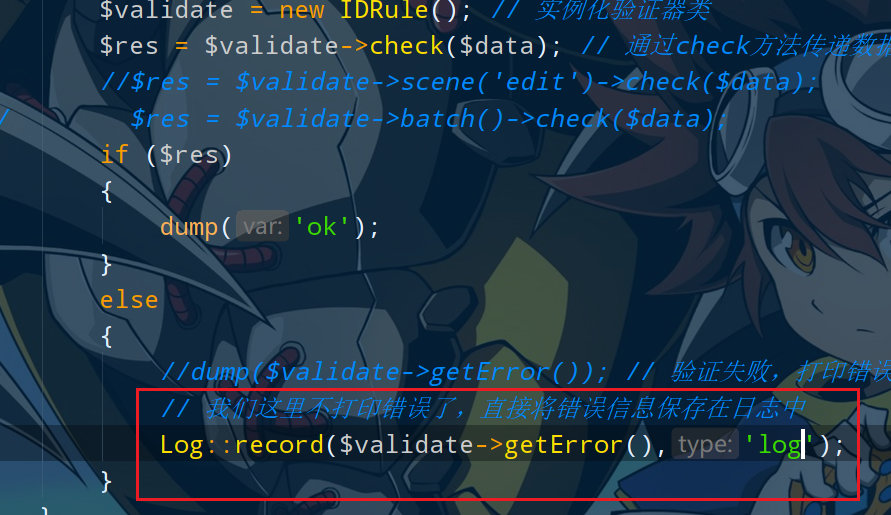 $validate = new IDRule(); // 实例化验证器类
$res = $validate->check($data); // 通过check方法传递数据
//$res = $validate->scene('edit')->check($data);
/ $res = $validate->batch()->check($data);
if ($res)
{
dump( var: 'ok');
}
else
{
//dump($validate->getError()); // 验证失败，打印错误
// 我们这里不打印错误了，直接将错误信息保存在日志中
Log::record($validate->getError(), type: 'log');
}
}